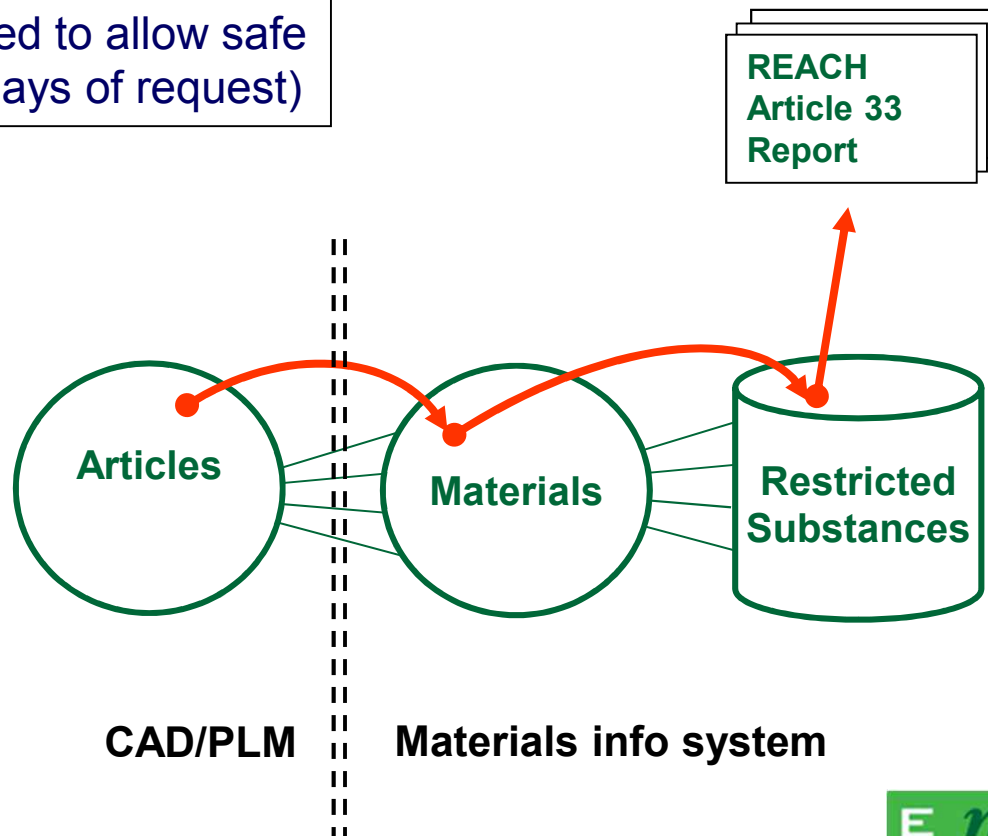 ed to allow safe
ays of request)
REACH
Article 33
Report
Articles
Materials
Restricted
Substances
CAD/PLM
Materials info system
E